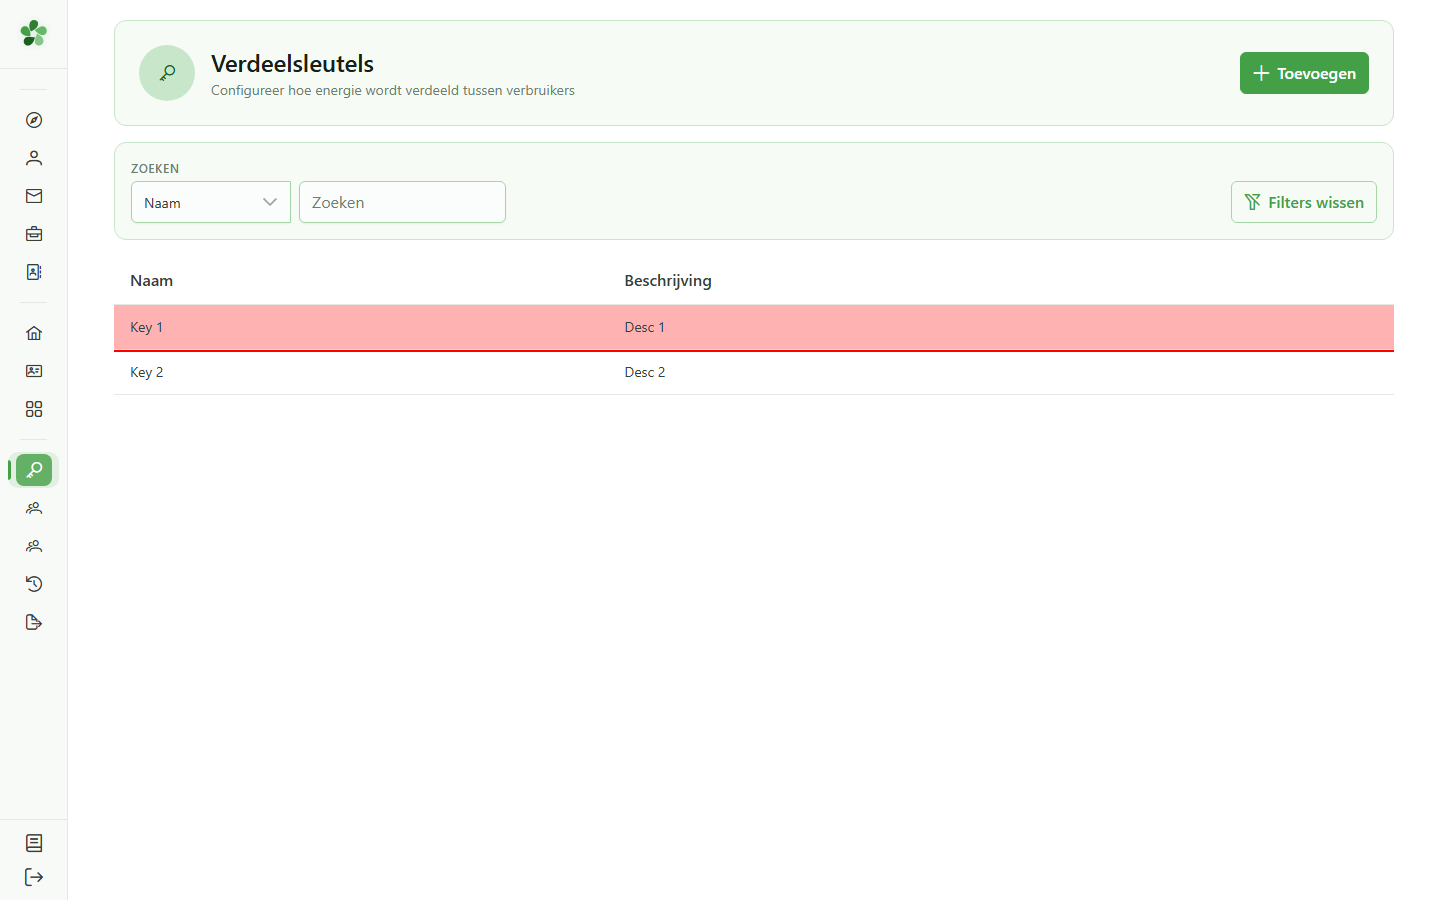 Verdeelsleutels
Configureer hoe energie wordt verdeeld tussen verbruikers
Toevoegen
ZOEKEN
Naam
Zoeken
Filters wissen
Naam Beschrijving
Key 1 Desc 1
Key 2 Desc 2